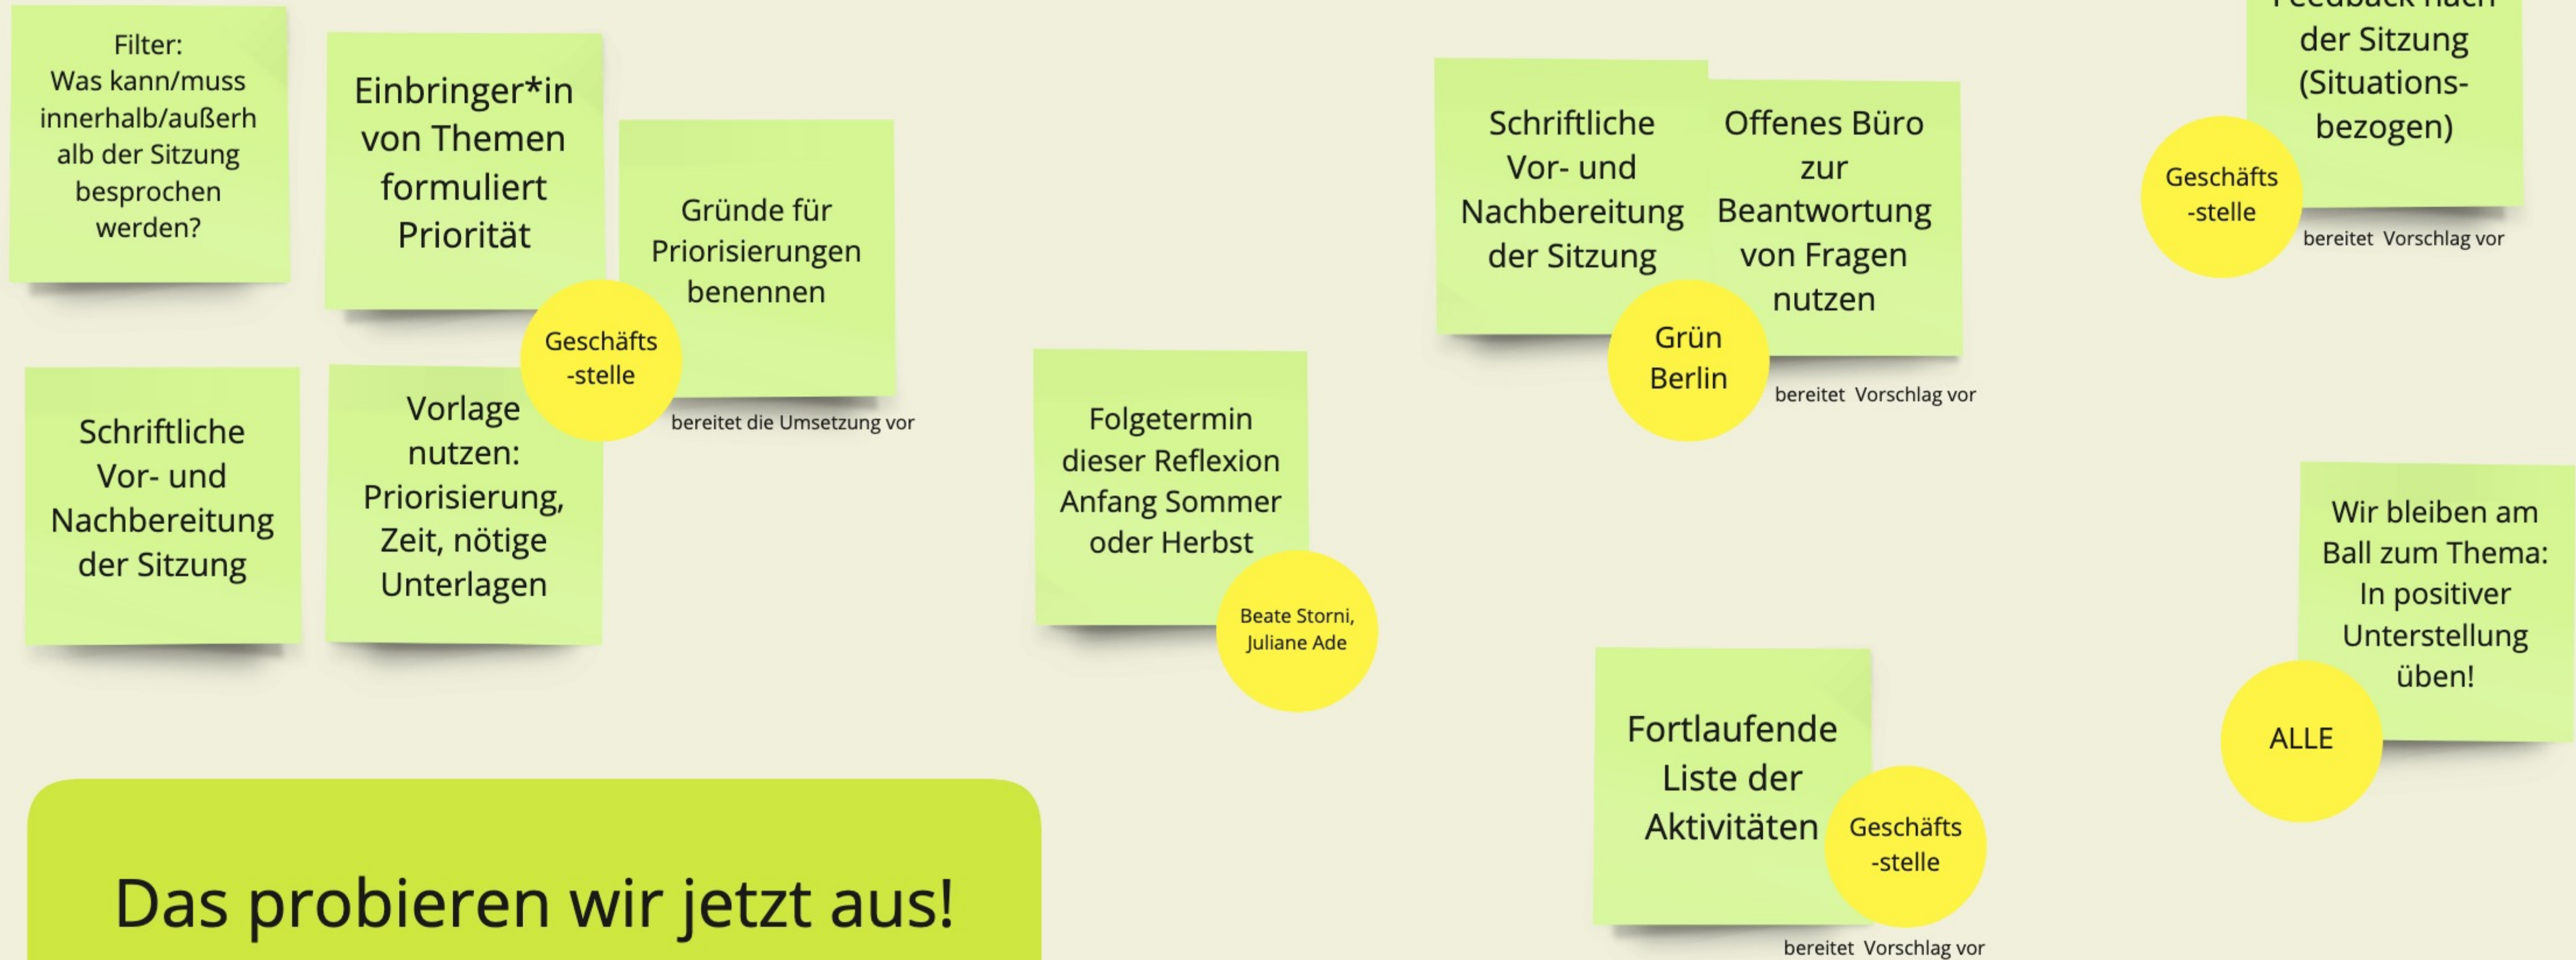 Filter:
Was kann/muss
innerhalb/außerh
alb der Sitzung
besprochen
werden?
Einbringer*in
von Themen
formuliert
Priorität
Gründe für
Priorisierungen
benennen
Geschäfts
-stelle
bereitet die Umsetzung vor
Schriftliche
Vor- und
Nachbereitung
der Sitzung
Vorlage
nutzen:
Priorisierung,
Zeit, nötige
Unterlagen
Folgetermin
dieser Reflexion
Anfang Sommer
oder Herbst
Beate Storni,
Juliane Ade
Schriftliche
Vor- und
Nachbereitung
der Sitzung
Offenes Büro
zur
Beantwortung
von Fragen
nutzen
Grün
Berlin
bereitet Vorschlag vor
Feedback nach
der Sitzung
(Situations-
bezogen)
Geschäfts
-stelle
bereitet Vorschlag vor
Wir bleiben am
Ball zum Thema:
In positiver
Unterstellung
üben!
ALLE
Fortlaufende
Liste der
Aktivitäten
Geschäfts
-stelle
bereitet Vorschlag vor
Das probieren wir jetzt aus!